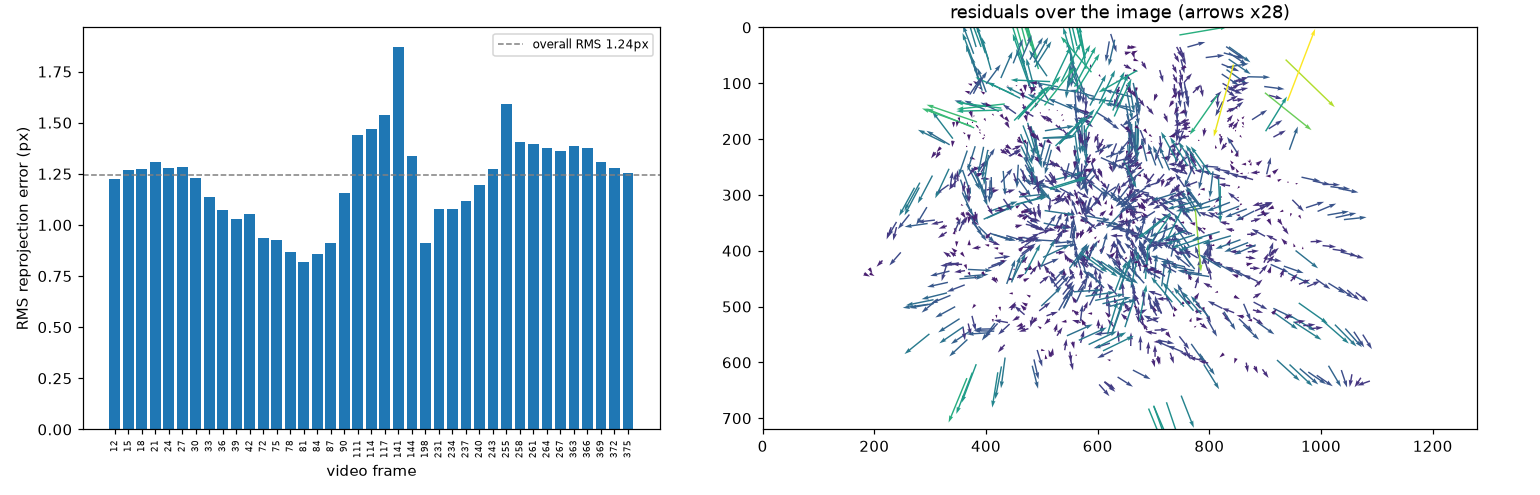 residuals over the image (arrows x28)
overall RMS 1.24px
RMS reprojection error (px)
1.75
1.50
1.25
1.00
0.75
0.50
0.25
0.00
12 15 18 21 24 27 30 33 36 39 42 72 75 78 81 84 87 90 111 114 117 141 144 198 231 234 237 240 243 255 258 261 264 267 363 366 369 372 375
video frame
0
100
200
300
400
500
600
700
0 200 400 600 800 1000 1200